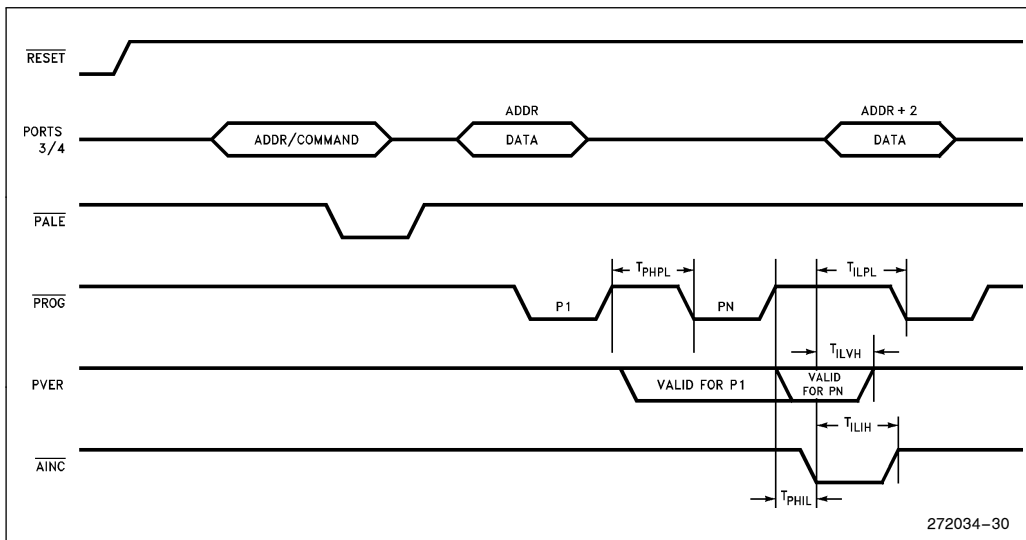 RESET
PORTS
3/4
ADDR/COMMAND
ADDR
DATA
ADDR + 2
DATA
PALE
PROG
P1
TPHPL
PN
TILPL
PVER
VALID FOR P1
VALID
FOR PN
TILVH
AINC
TILIH
TPHIL
272034–30